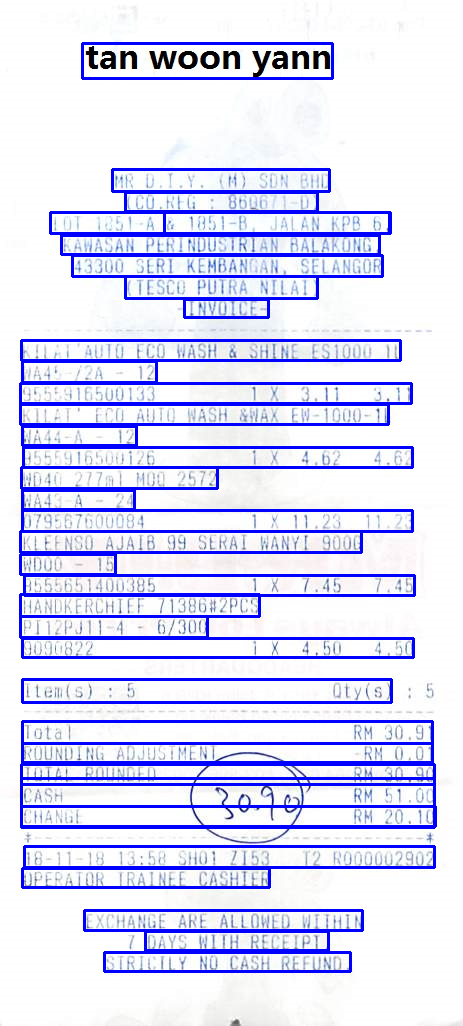 tan woon yann
MR D.I.Y. (M) SDN BHD
(CO.REG : 860671-D)
LOT 1851-A & 1851-B, JALAN KPB 6,
KAWASAN PERINDUSTRIAN BALAKONG,
43300 SERI KEMBANGAN, SELANGOR
(TESCO PUTRA NILAI)
-INVOICE-
KILAT'AUTO ECO WASH & SHINE ES1000 1L
WA45-/2A - 12
9555916500133 1 X 3.11 3.11
KILAT' ECO AUTO WASH &WAX EW-1000-1L
WA44-A - 12
9555916500126 1 X 4.62 4.62
WD40 277ml MOQ 2572
WA43-A - 24
079567600084 1 X 11.23 11.23
KLEENSO AJAIB 99 SERAI WANYI 900G
WD00 - 15
9555651400385 1 X 7.45 7.45
HANDKERCHIEF 71386#2PCS
PI12PJ11-4 - 6/300
9090822 1 X 4.50 4.50
Item(s) : 5 Qty(s) : 5
Total RM 30.91
ROUNDING ADJUSTMENT -RM 0.01
TOTAL ROUNDED RM 30.90
CASH RM 51.00
30.90
CHANGE RM 20.10
18-11-18 13:58 SH01 ZI53 T2 R000002902
OPERATOR TRAINEE CASHIER
EXCHANGE ARE ALLOWED WITHIN
7 DAYS WITH RECEIPT.
STRICTLY NO CASH REFUND.